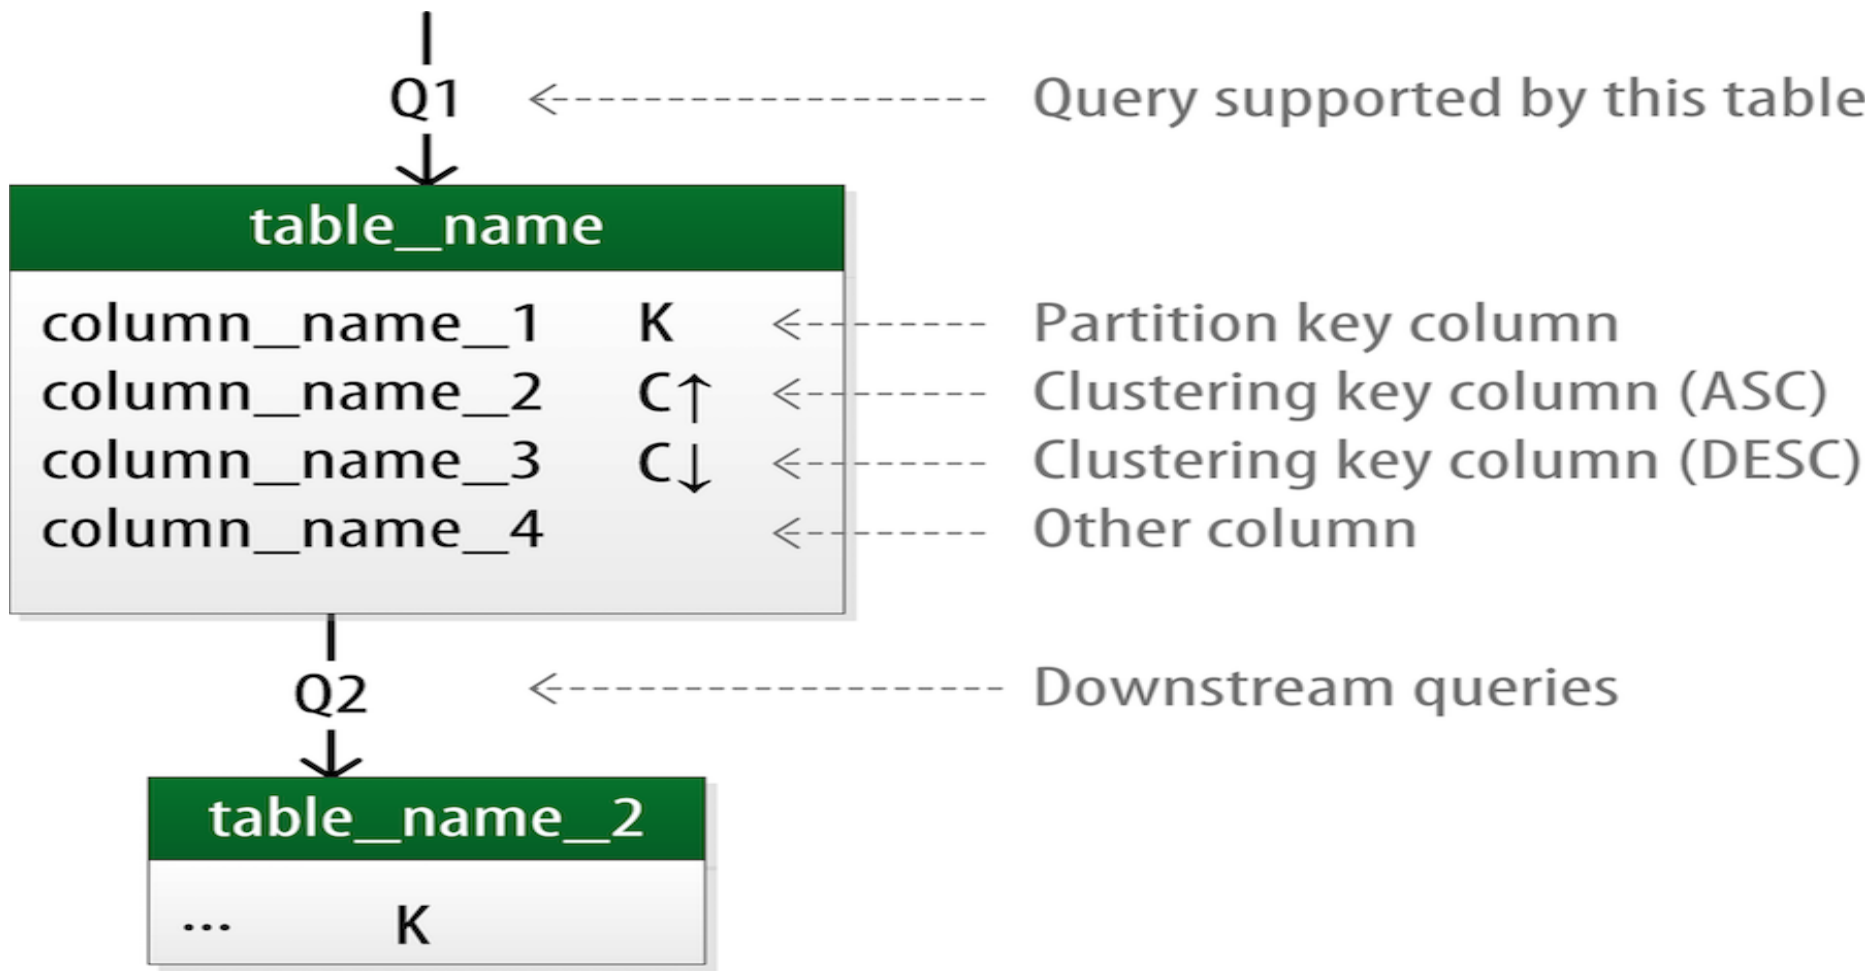 Q1 Query supported by this table
table_name
column_name_1 K Partition key column
column_name_2 C↑ Clustering key column (ASC)
column_name_3 C↓ Clustering key column (DESC)
column_name_4 Other column
Q2 Downstream queries
table_name_2
... K